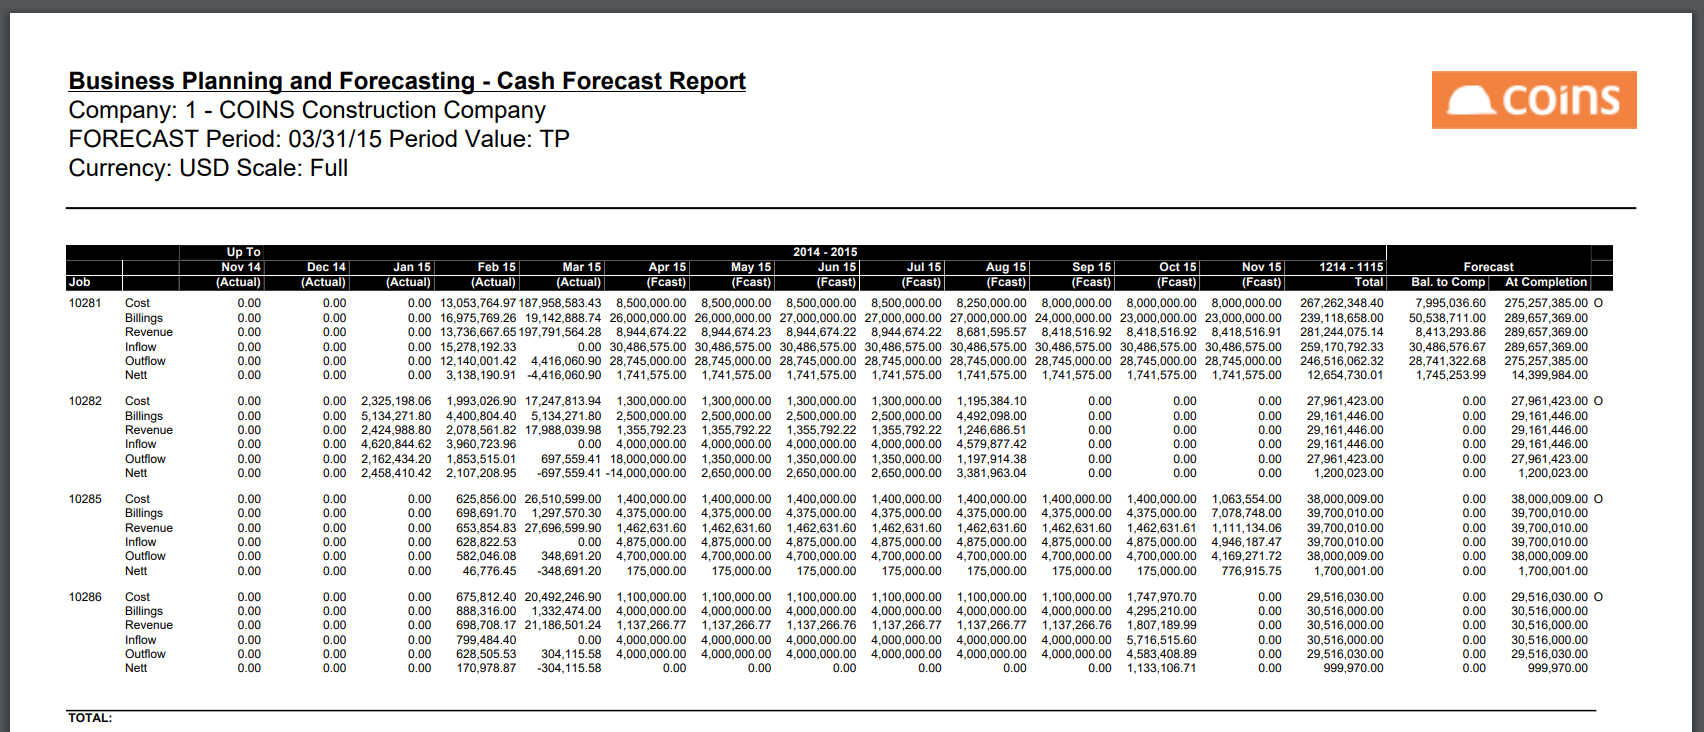 Business Planning and Forecasting - Cash Forecast Report
Company: 1 - COINS Construction Company
FORECAST Period: 03/31/15 Period Value: TP
Currency: USD Scale: Full
coins
Up To 2014 - 2015
Nov 14 Dec 14 Jan 15 Feb 15 Mar 15 Apr 15 May 15 Jun 15 Jul 15 Aug 15 Sep 15 Oct 15 Nov 15 1214 - 1115 Forecast
Job (Actual) (Actual) (Actual) (Actual) (Actual) (Fcast) (Fcast) (Fcast) (Fcast) (Fcast) (Fcast) (Fcast) (Fcast) Total Bal. to Comp At Completion
10281 Cost 0.00 0.00 0.00 13,053,764.97 187,958,583.43 8,500,000.00 8,500,000.00 8,500,000.00 8,500,000.00 8,250,000.00 8,000,000.00 8,000,000.00 8,000,000.00 267,262,348.40 7,995,036.60 275,257,385.00 O
Billings 0.00 0.00 0.00 16,975,769.26 19,142,888.74 26,000,000.00 26,000,000.00 27,000,000.00 27,000,000.00 27,000,000.00 24,000,000.00 23,000,000.00 23,000,000.00 239,118,658.00 50,538,711.00 289,657,369.00
Revenue 0.00 0.00 0.00 13,736,667.65 197,791,564.28 8,944,674.22 8,944,674.23 8,944,674.22 8,944,674.22 8,681,595.57 8,418,516.92 8,418,516.92 8,418,516.91 281,244,075.14 8,413,293.86 289,657,369.00
Inflow 0.00 0.00 0.00 15,278,192.33 0.00 30,486,575.00 30,486,575.00 30,486,575.00 30,486,575.00 30,486,575.00 30,486,575.00 30,486,575.00 30,486,575.00 259,170,792.33 30,486,576.67 289,657,369.00
Outflow 0.00 0.00 0.00 12,140,001.42 4,416,060.90 28,745,000.00 28,745,000.00 28,745,000.00 28,745,000.00 28,745,000.00 28,745,000.00 28,745,000.00 28,745,000.00 246,516,062.32 28,741,322.68 275,257,385.00
Nett 0.00 0.00 0.00 3,138,190.91 -4,416,060.90 1,741,575.00 1,741,575.00 1,741,575.00 1,741,575.00 1,741,575.00 1,741,575.00 1,741,575.00 1,741,575.00 12,654,730.01 1,745,253.99 14,399,984.00
10282 Cost 0.00 0.00 2,325,198.06 1,993,026.90 17,247,813.94 1,300,000.00 1,300,000.00 1,300,000.00 1,300,000.00 1,195,384.10 0.00 0.00 0.00 27,961,423.00 0.00 27,961,423.00 O
Billings 0.00 0.00 5,134,271.80 4,400,804.40 5,134,271.80 2,500,000.00 2,500,000.00 2,500,000.00 2,500,000.00 4,492,098.00 0.00 0.00 0.00 29,161,446.00 0.00 29,161,446.00
Revenue 0.00 0.00 2,424,988.80 2,078,561.82 17,988,039.98 1,355,792.23 1,355,792.22 1,355,792.22 1,355,792.22 1,246,686.51 0.00 0.00 0.00 29,161,446.00 0.00 29,161,446.00
Inflow 0.00 0.00 4,620,844.62 3,960,723.96 0.00 4,000,000.00 4,000,000.00 4,000,000.00 4,000,000.00 4,579,877.42 0.00 0.00 0.00 29,161,446.00 0.00 29,161,446.00
Outflow 0.00 0.00 2,162,434.20 1,853,515.01 697,559.41 18,000,000.00 1,350,000.00 1,350,000.00 1,350,000.00 1,197,914.38 0.00 0.00 0.00 27,961,423.00 0.00 27,961,423.00
Nett 0.00 0.00 2,458,410.42 2,107,208.95 -697,559.41 -14,000,000.00 2,650,000.00 2,650,000.00 2,650,000.00 3,381,963.04 0.00 0.00 0.00 1,200,023.00 0.00 1,200,023.00
10285 Cost 0.00 0.00 0.00 625,856.00 26,510,599.00 1,400,000.00 1,400,000.00 1,400,000.00 1,400,000.00 1,400,000.00 1,400,000.00 1,400,000.00 1,063,554.00 38,000,009.00 0.00 38,000,009.00 O
Billings 0.00 0.00 0.00 698,691.70 1,297,570.30 4,375,000.00 4,375,000.00 4,375,000.00 4,375,000.00 4,375,000.00 4,375,000.00 4,375,000.00 7,078,748.00 39,700,010.00 0.00 39,700,010.00
Revenue 0.00 0.00 0.00 653,854.83 27,696,599.90 1,462,631.60 1,462,631.60 1,462,631.60 1,462,631.60 1,462,631.60 1,462,631.60 1,462,631.61 1,111,134.06 39,700,010.00 0.00 39,700,010.00
Inflow 0.00 0.00 0.00 628,822.53 0.00 4,875,000.00 4,875,000.00 4,875,000.00 4,875,000.00 4,875,000.00 4,875,000.00 4,875,000.00 4,946,187.47 39,700,010.00 0.00 39,700,010.00
Outflow 0.00 0.00 0.00 582,046.08 348,691.20 4,700,000.00 4,700,000.00 4,700,000.00 4,700,000.00 4,700,000.00 4,700,000.00 4,700,000.00 4,169,271.72 38,000,009.00 0.00 38,000,009.00
Nett 0.00 0.00 0.00 46,776.45 -348,691.20 175,000.00 175,000.00 175,000.00 175,000.00 175,000.00 175,000.00 175,000.00 776,915.75 1,700,001.00 0.00 1,700,001.00
10286 Cost 0.00 0.00 0.00 675,812.40 20,492,246.90 1,100,000.00 1,100,000.00 1,100,000.00 1,100,000.00 1,100,000.00 1,100,000.00 1,747,970.70 0.00 29,516,030.00 0.00 29,516,030.00 O
Billings 0.00 0.00 0.00 888,316.00 1,332,474.00 4,000,000.00 4,000,000.00 4,000,000.00 4,000,000.00 4,000,000.00 4,000,000.00 4,295,210.00 0.00 30,516,000.00 0.00 30,516,000.00
Revenue 0.00 0.00 0.00 698,708.17 21,186,501.24 1,137,266.77 1,137,266.77 1,137,266.76 1,137,266.77 1,137,266.77 1,137,266.76 1,807,189.99 0.00 30,516,000.00 0.00 30,516,000.00
Inflow 0.00 0.00 0.00 799,484.40 0.00 4,000,000.00 4,000,000.00 4,000,000.00 4,000,000.00 4,000,000.00 4,000,000.00 5,716,515.60 0.00 30,516,000.00 0.00 30,516,000.00
Outflow 0.00 0.00 0.00 628,505.53 304,115.58 4,000,000.00 4,000,000.00 4,000,000.00 4,000,000.00 4,000,000.00 4,000,000.00 4,583,408.89 0.00 29,516,030.00 0.00 29,516,030.00
Nett 0.00 0.00 0.00 170,978.87 -304,115.58 0.00 0.00 0.00 0.00 0.00 0.00 1,133,106.71 0.00 999,970.00 0.00 999,970.00
TOTAL: